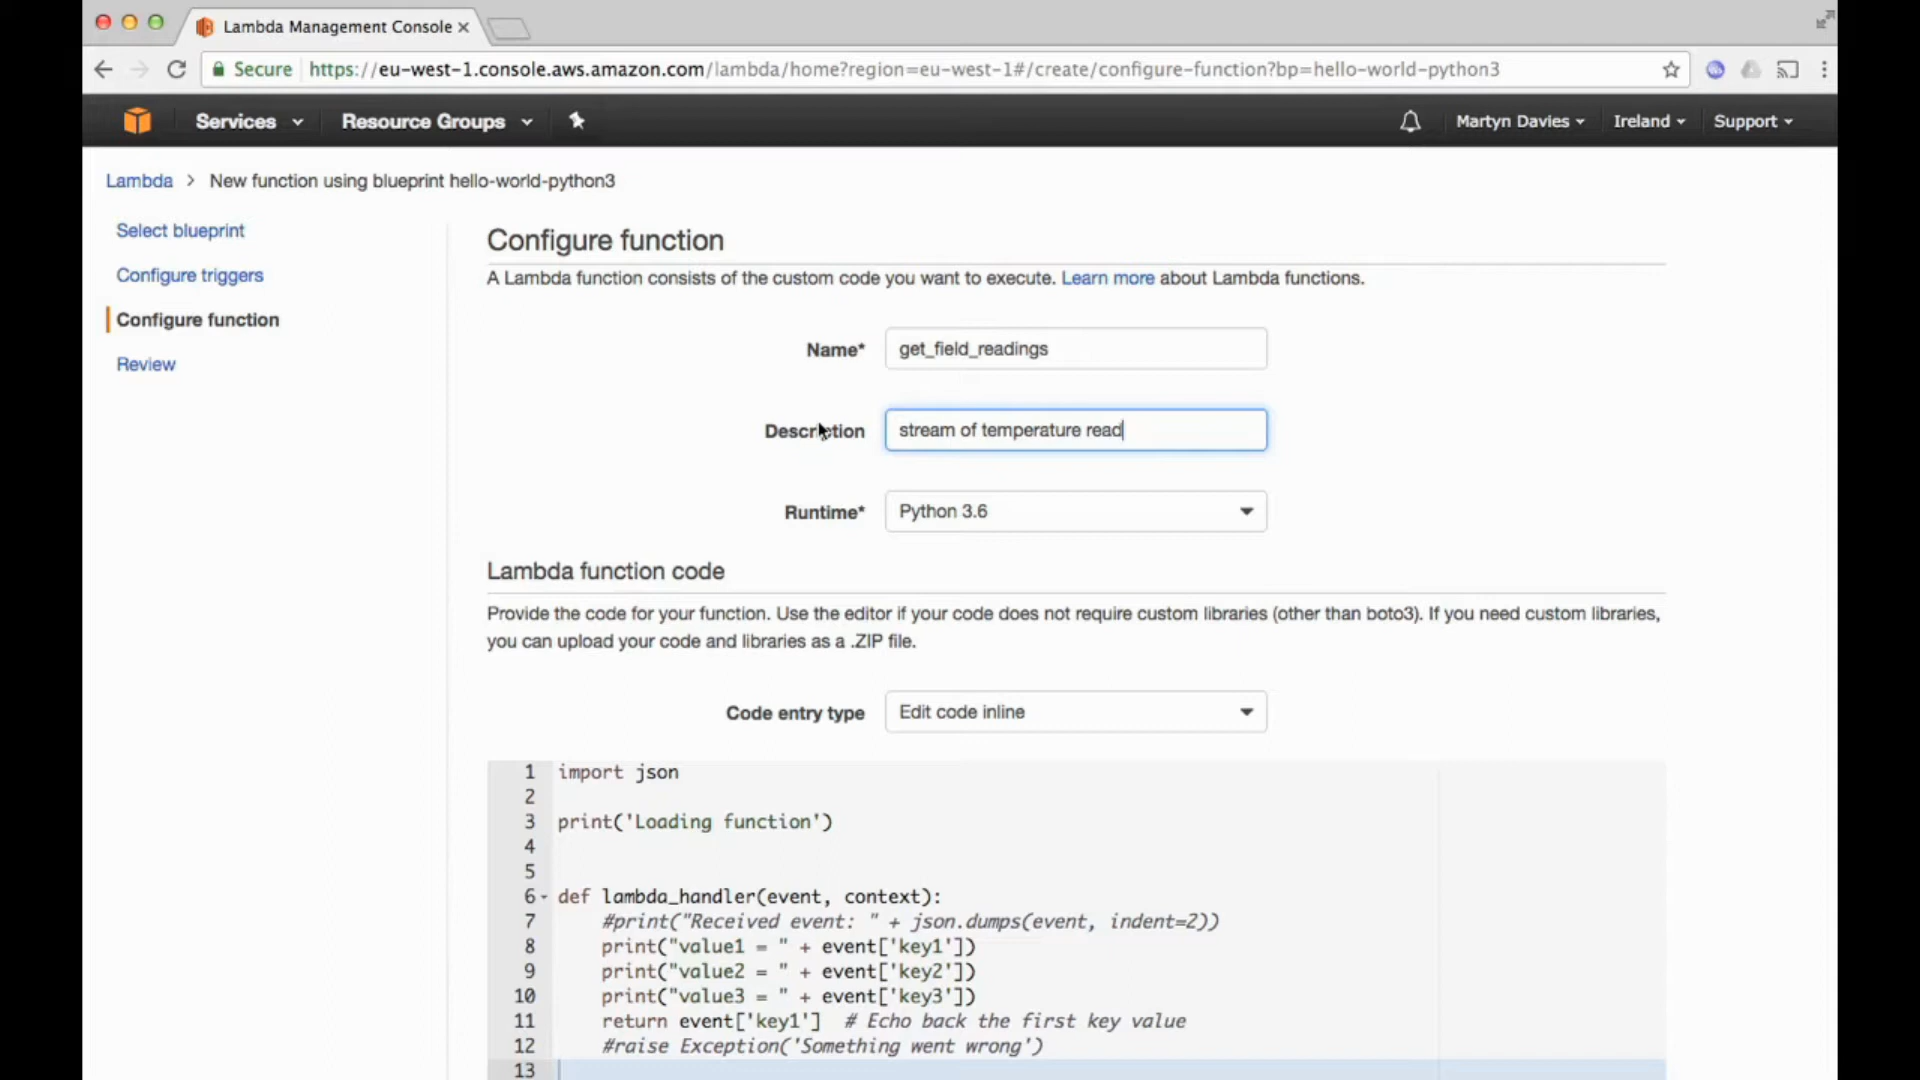 Lambda Management Console
Secure https://eu-west-1.console.aws.amazon.com/lambda/home?region=eu-west-1#/create/configure-function?bp=hello-world-python3
Services Resource Groups Martyn Davies Ireland Support
Lambda > New function using blueprint hello-world-python3
Select blueprint
Configure triggers
Configure function
Review
Configure function
A Lambda function consists of the custom code you want to execute. Learn more about Lambda functions.
Name* get_field_readings
Description stream of temperature read
Runtime* Python 3.6
Lambda function code
Provide the code for your function. Use the editor if your code does not require custom libraries (other than boto3). If you need custom libraries,
you can upload your code and libraries as a .ZIP file.
Code entry type Edit code inline
1 import json
2
3 print('Loading function')
4
5
6 def lambda_handler(event, context):
7 #print("Received event: " + json.dumps(event, indent=2))
8 print("value1 = " + event['key1'])
9 print("value2 = " + event['key2'])
10 print("value3 = " + event['key3'])
11 return event['key1'] # Echo back the first key value
12 #raise Exception('Something went wrong')
13